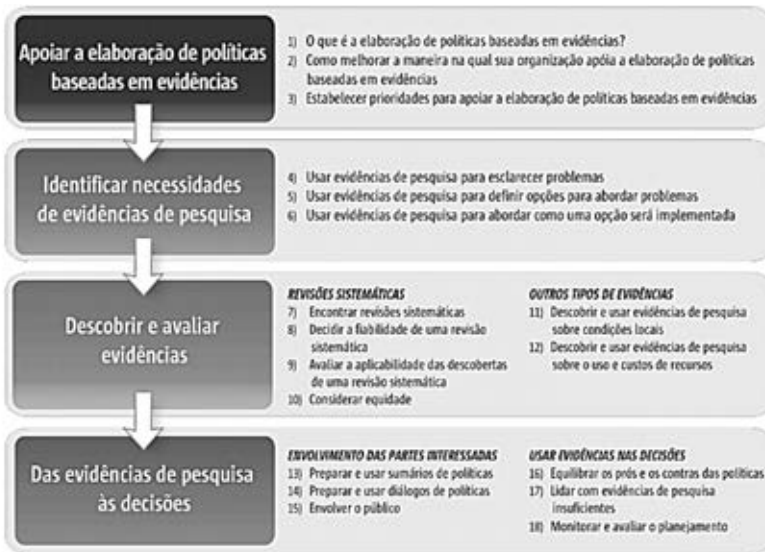 Apoiar a elaboração de políticas
baseadas em evidências
1) O que é a elaboração de políticas baseadas em evidências?
2) Como melhorar a maneira na qual sua organização apóia a elaboração de políticas
baseadas em evidências
3) Estabelecer prioridades para apoiar a elaboração de políticas baseadas em evidências
Identificar necessidades
de evidências de pesquisa
4) Usar evidências de pesquisa para esclarecer problemas
5) Usar evidências de pesquisa para definir opções para abordar problemas
6) Usar evidências de pesquisa para abordar como uma opção será implementada
Descobrir e avaliar
evidências
REVISÕES SISTEMÁTICAS
7) Encontrar revisões sistemáticas
8) Decidir a fiabilidade de uma revisão
sistemática
9) Avaliar a aplicabilidade das descobertas
de uma revisão sistemática
10) Considerar equidade
OUTROS TIPOS DE EVIDÊNCIAS
11) Descobrir e usar evidências de pesquisa
sobre condições locais
12) Descobrir e usar evidências de pesquisa
sobre o uso e custos de recursos
Das evidências de pesquisa
às decisões
ENVOLVIMENTO DAS PARTES INTERESSADAS
13) Preparar e usar sumários de políticas
14) Preparar e usar diálogos de políticas
15) Envolver o público
USAR EVIDÊNCIAS NAS DECISÕES
16) Equilibrar os prós e os contras das políticas
17) Lidar com evidências de pesquisa
insuficientes
18) Monitorar e avaliar o planejamento